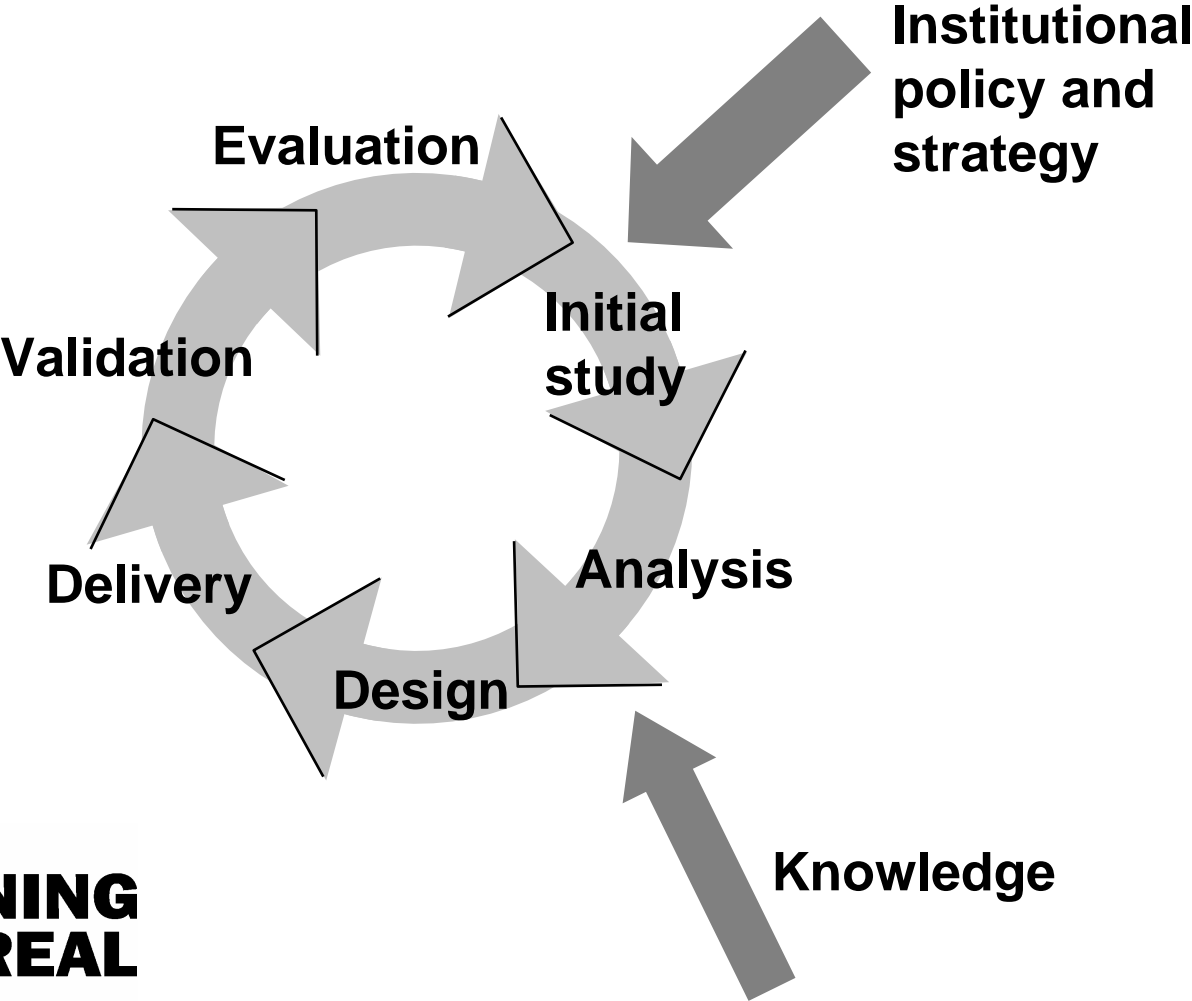 Institutional
policy and
strategy
Evaluation
Initial
study
Validation
Analysis
Delivery
Design
Knowledge
NING
REAL